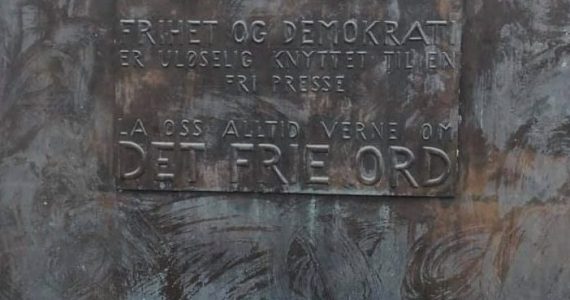 FRIHET OG DEMOKRATI
ER ULØSELIG KNYTTET TIL EN
FRI PRESSE
LA OSS ALLTID VERNE OM
DET FRIE ORD